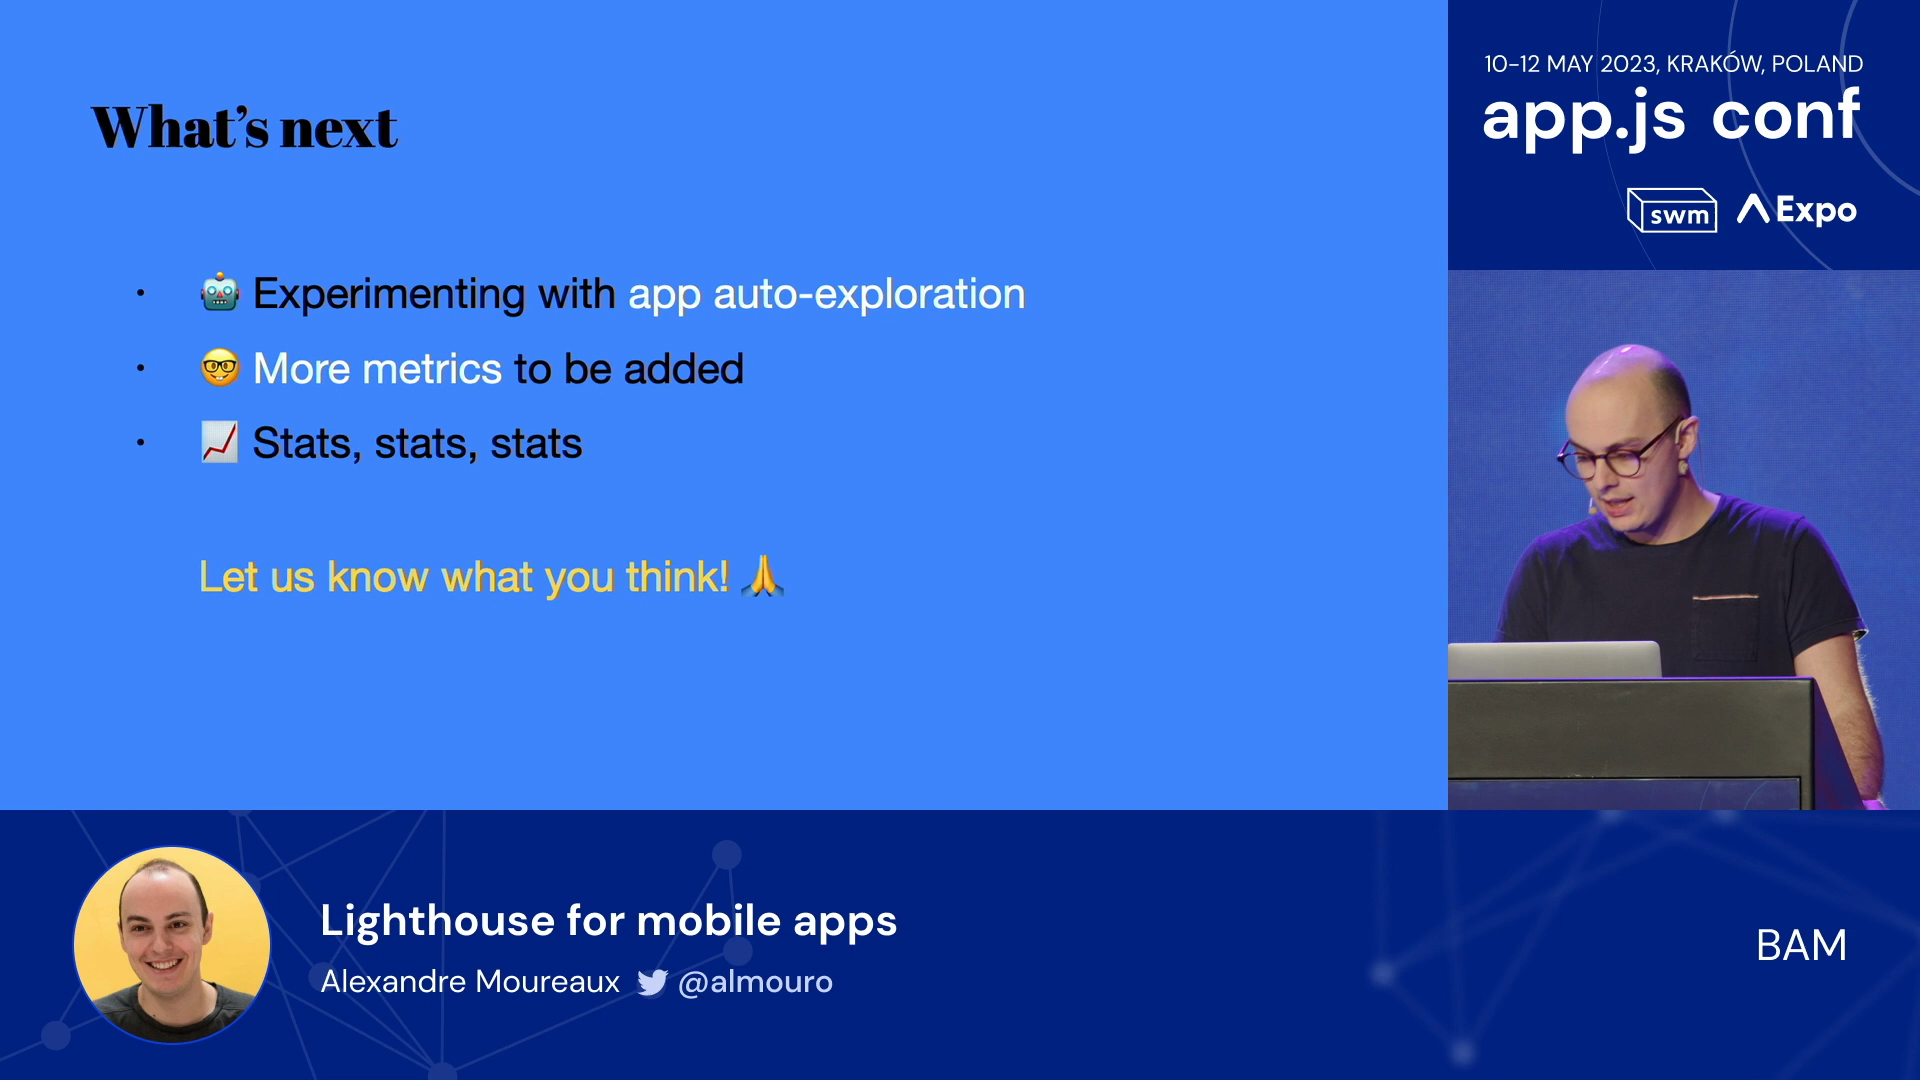 What's next
• 🤖 Experimenting with app auto-exploration
• 🤓 More metrics to be added
• 📈 Stats, stats, stats
Let us know what you think! 🙏
10-12 MAY 2023, KRAKÓW, POLAND
app.js conf
swm Expo
Lighthouse for mobile apps
Alexandre Moureaux @almouro
BAM